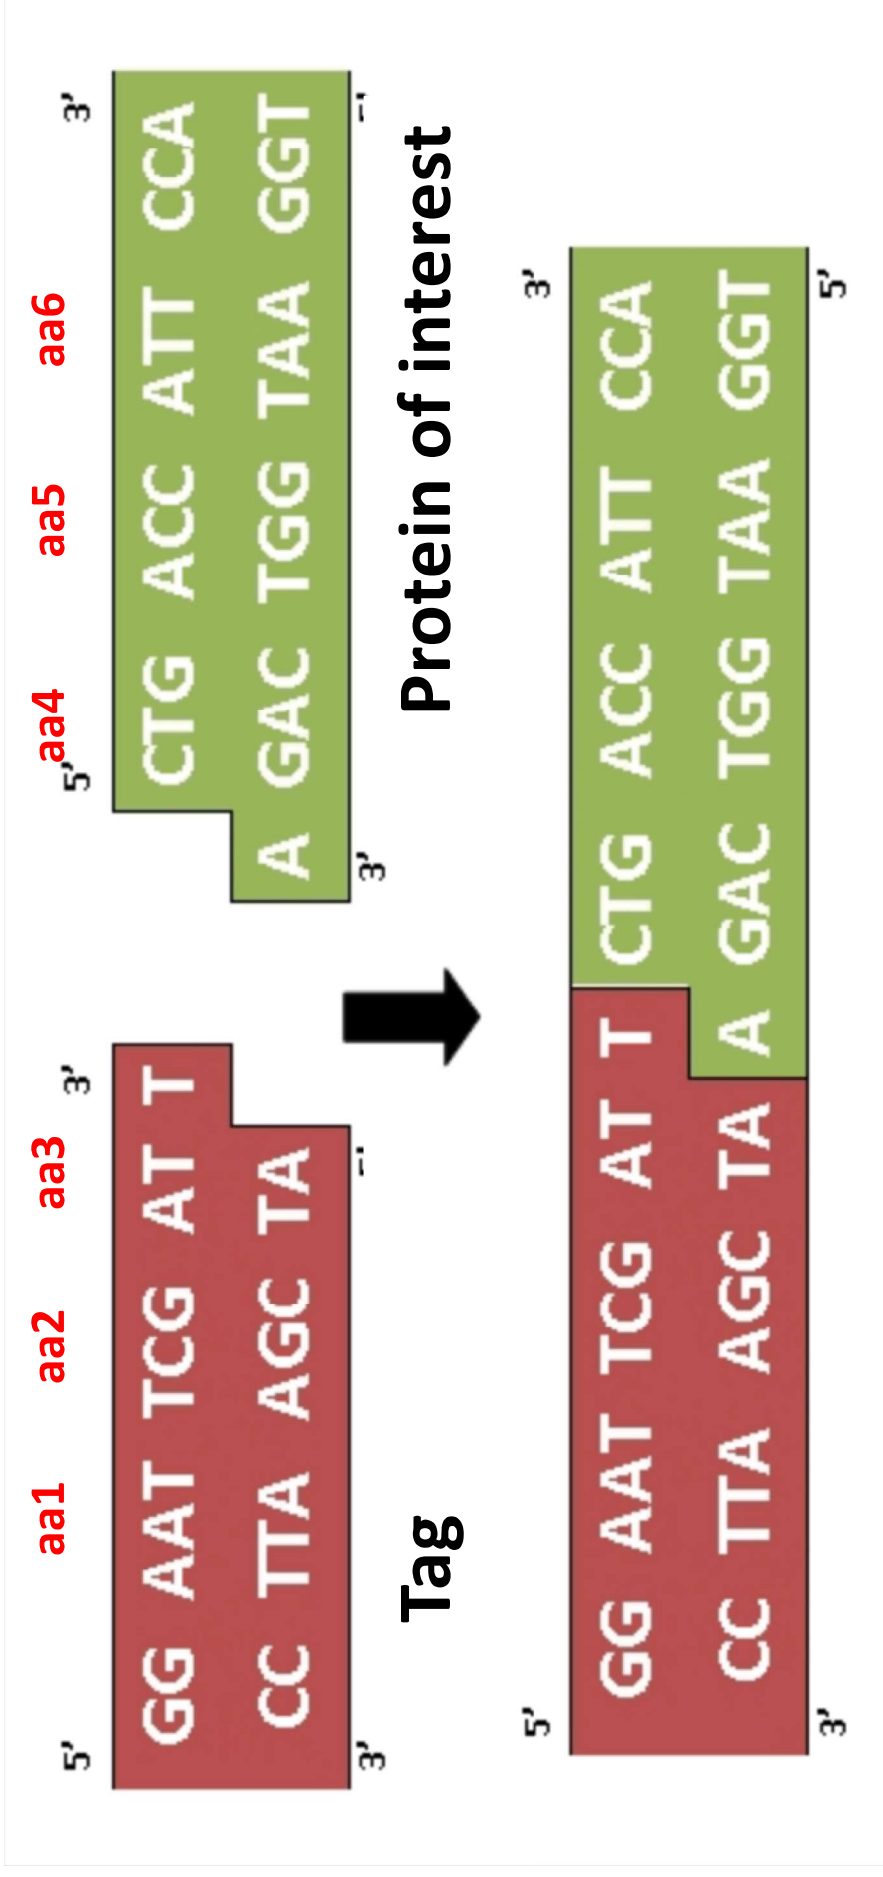 aa1 aa2 aa3 aa4 aa5 aa6
5' 3' 5' 3'
GG AAT TCG AT T CTG ACC ATT CCA
CC TTA AGC TA A GAC TGG TAA GGT
3' 3'
Tag Protein of interest
5' 3'
GG AAT TCG AT T CTG ACC ATT CCA
CC TTA AGC TA A GAC TGG TAA GGT
3' 5'